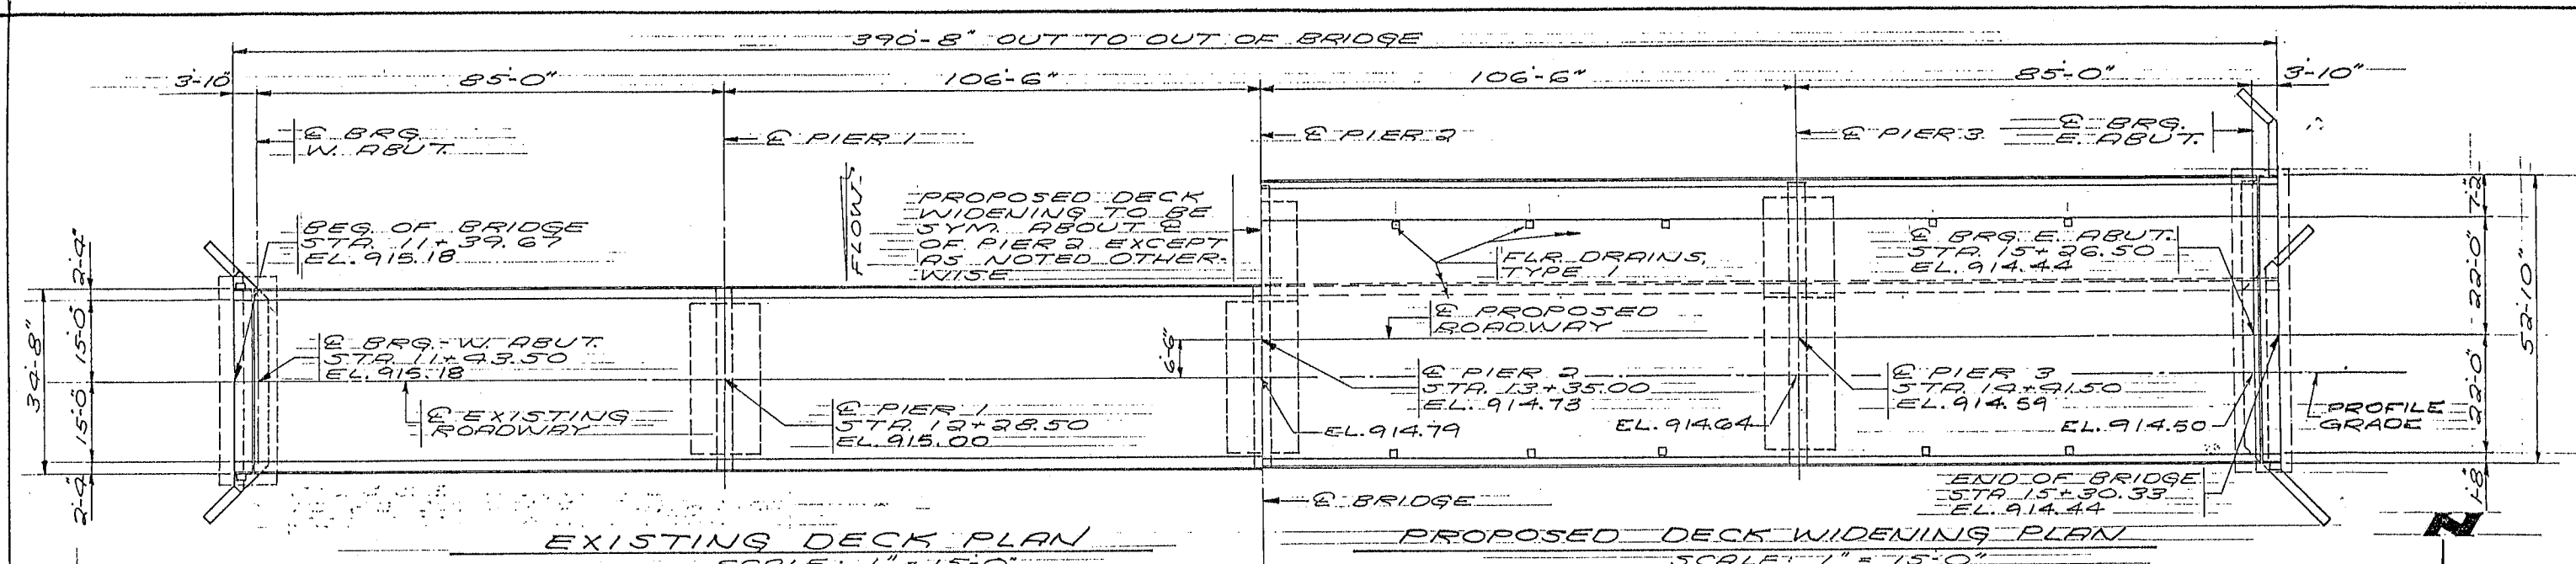 390'-8" OUT TO OUT OF BRIDGE
3'-10" 85'-0" 106'-6" 106'-6" 85'-0" 3'-10"
℄ BRG.
W. ABUT.
℄ PIER 1
℄ PIER 2
℄ PIER 3
℄ BRG.
E. ABUT.
FLOW
PROPOSED DECK
WIDENING TO BE
SYM. ABOUT ℄
OF PIER 2 EXCEPT
AS NOTED OTHER-
WISE
BEG. OF BRIDGE
STA. 11+39.67
EL. 915.18
FLR. DRAINS,
TYPE 1
℄ BRG. E. ABUT.
STA. 15+26.50
EL. 914.44
℄ PROPOSED
ROADWAY
34'-8"
2'-4"
15'-0"
15'-0"
2'-4"
℄ BRG. W. ABUT.
STA. 11+43.50
EL. 915.18
℄ EXISTING
ROADWAY
℄ PIER 1
STA. 12+28.50
EL. 915.00
6'-6"
℄ PIER 2
STA. 13+35.00
EL. 914.73
EL. 914.79
℄ PIER 3
STA. 14+41.50
EL. 914.59
EL. 914.64
EL. 914.50
PROFILE
GRADE
7'-2"
22'-0"
22'-0"
1'-8"
52'-10"
END OF BRIDGE
STA. 15+30.33
EL. 914.44
℄ BRIDGE
EXISTING DECK PLAN
SCALE: 1" = 15'-0"
PROPOSED DECK WIDENING PLAN
SCALE: 1" = 15'-0"
N